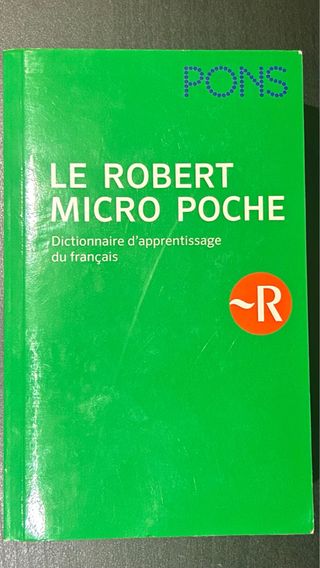 PONS
LE ROBERT
MICRO POCHE
Dictionnaire d'apprentissage
du français
~R